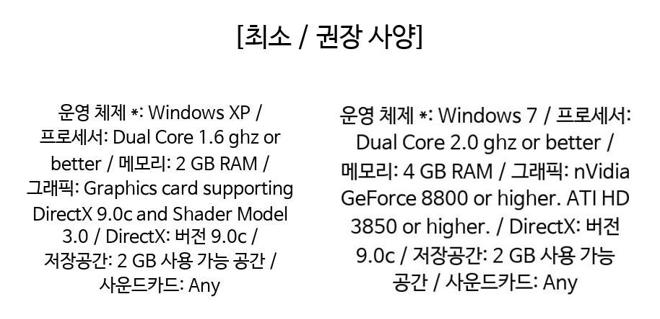 [최소 / 권장 사양]
운영 체제 *: Windows XP /
프로세서: Dual Core 1.6 ghz or
better / 메모리: 2 GB RAM /
그래픽: Graphics card supporting
DirectX 9.0c and Shader Model
3.0 / DirectX: 버전 9.0c /
저장공간: 2 GB 사용 가능 공간 /
사운드카드: Any
운영 체제 *: Windows 7 / 프로세서:
Dual Core 2.0 ghz or better /
메모리: 4 GB RAM / 그래픽: nVidia
GeForce 8800 or higher. ATI HD
3850 or higher. / DirectX: 버전
9.0c / 저장공간: 2 GB 사용 가능
공간 / 사운드카드: Any